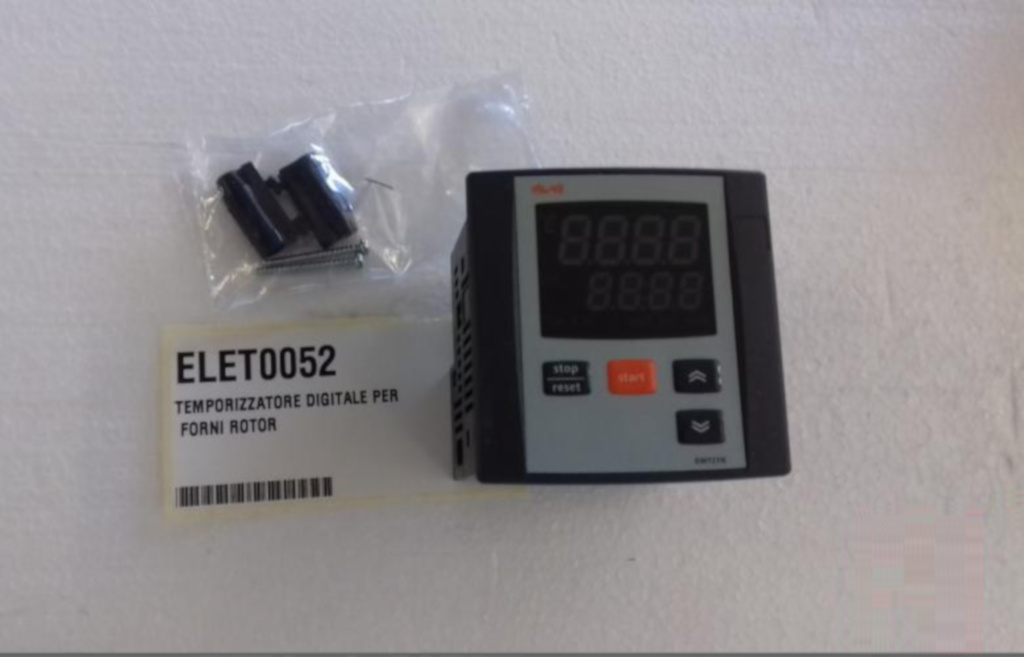 ELET0052
TEMPORIZZATORE DIGITALE PER
FORNI ROTOR
stop
reset
start